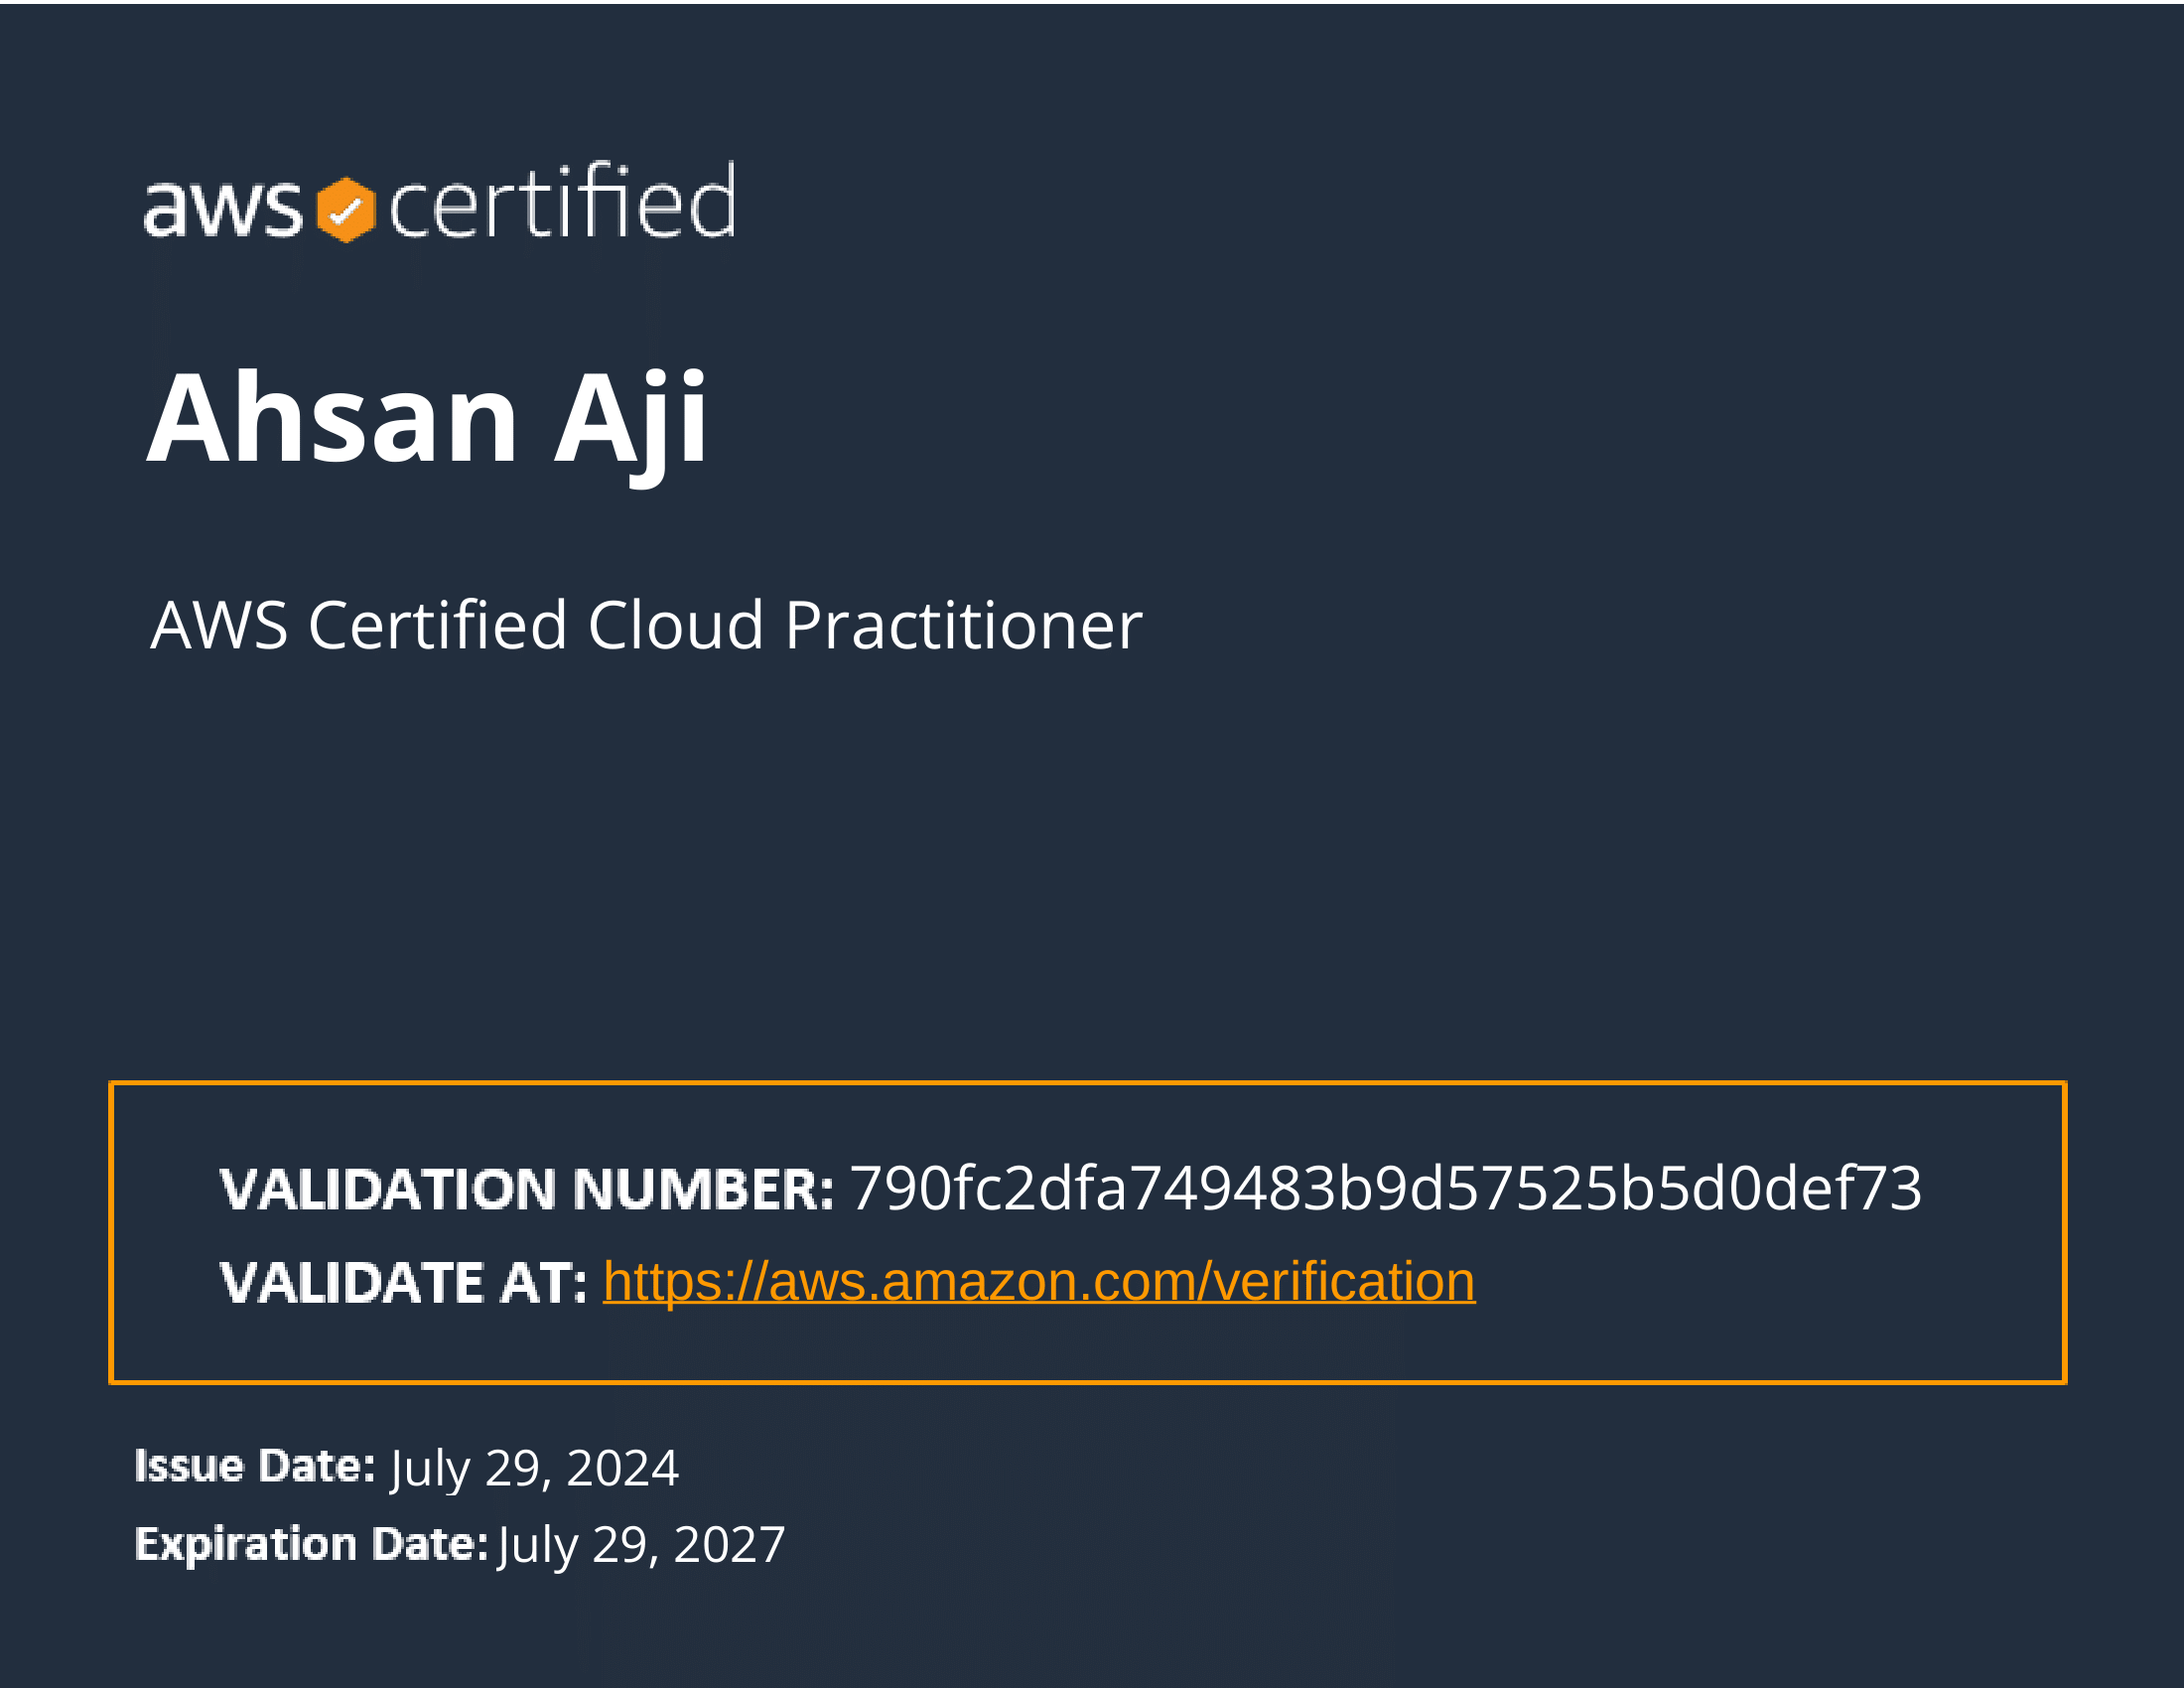 aws certified
Ahsan Aji
AWS Certified Cloud Practitioner
VALIDATION NUMBER: 790fc2dfa749483b9d57525b5d0def73
VALIDATE AT: https://aws.amazon.com/verification
Issue Date: July 29, 2024
Expiration Date: July 29, 2027